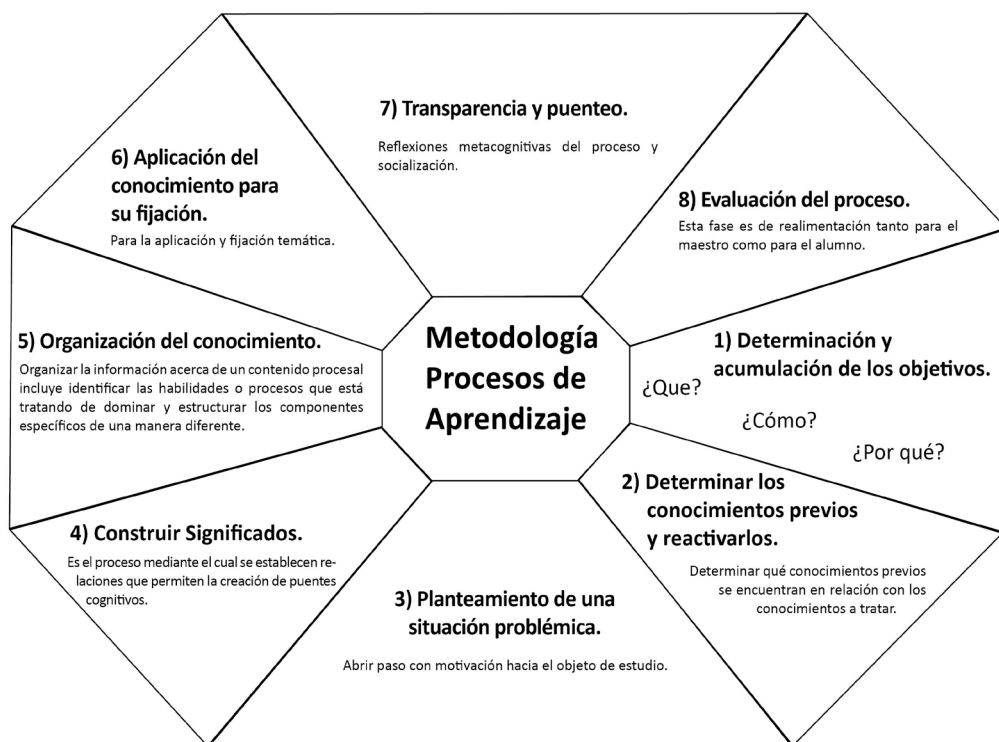 Metodología
Procesos de
Aprendizaje
1) Determinación y
acumulación de los objetivos.
¿Que?
¿Cómo?
¿Por qué?
2) Determinar los
conocimientos previos
y reactivarlos.
Determinar qué conocimientos previos
se encuentran en relación con los
conocimientos a tratar.
3) Planteamiento de una
situación problémica.
Abrir paso con motivación hacia el objeto de estudio.
4) Construir Significados.
Es el proceso mediante el cual se establecen re-
laciones que permiten la creación de puentes
cognitivos.
5) Organización del conocimiento.
Organizar la información acerca de un contenido procesal
incluye identificar las habilidades o procesos que está
tratando de dominar y estructurar los componentes
específicos de una manera diferente.
6) Aplicación del
conocimiento para
su fijación.
Para la aplicación y fijación temática.
7) Transparencia y puenteo.
Reflexiones metacognitivas del proceso y
socialización.
8) Evaluación del proceso.
Esta fase es de realimentación tanto para el
maestro como para el alumno.